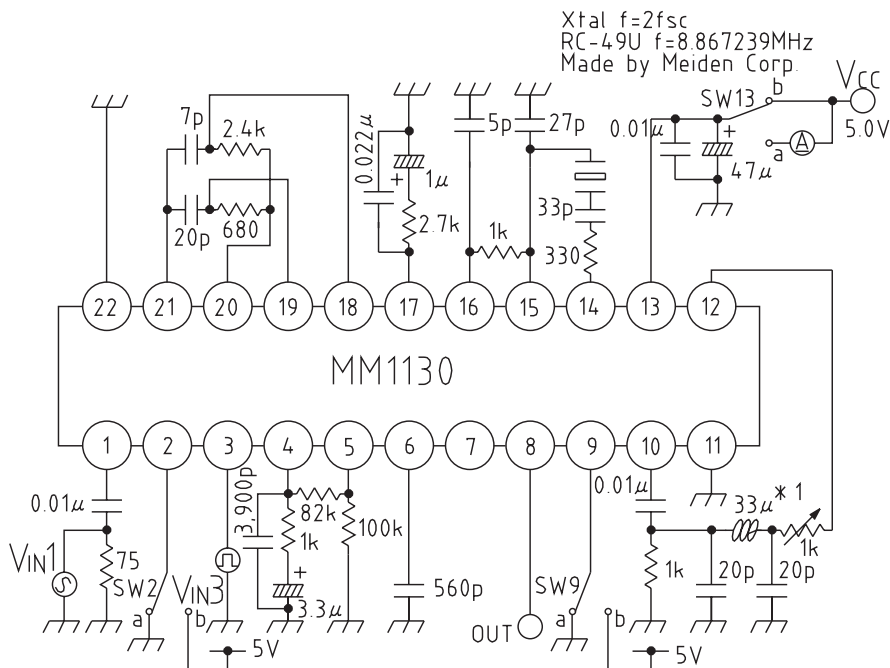 Xtal f=2fsc
RC-49U f=8.867239MHz
Made by Meiden Corp.
b
VCC
SW13
5.0V
0.01μ
+
a
A
47μ
7p
2.4k
20p
680
0.022μ
+
1μ
2.7k
5p
27p
1k
33p
330
22 21 20 19 18 17 16 15 14 13 12
MM1130
1 2 3 4 5 6 7 8 9 10 11
0.01μ
VIN1
75
SW2
a
b
VIN3
5V
3,900p
82k
1k
100k
+
3.3μ
560p
OUT
SW9
a
b
5V
0.01μ
1k
33μ
*1
1k
20p
20p